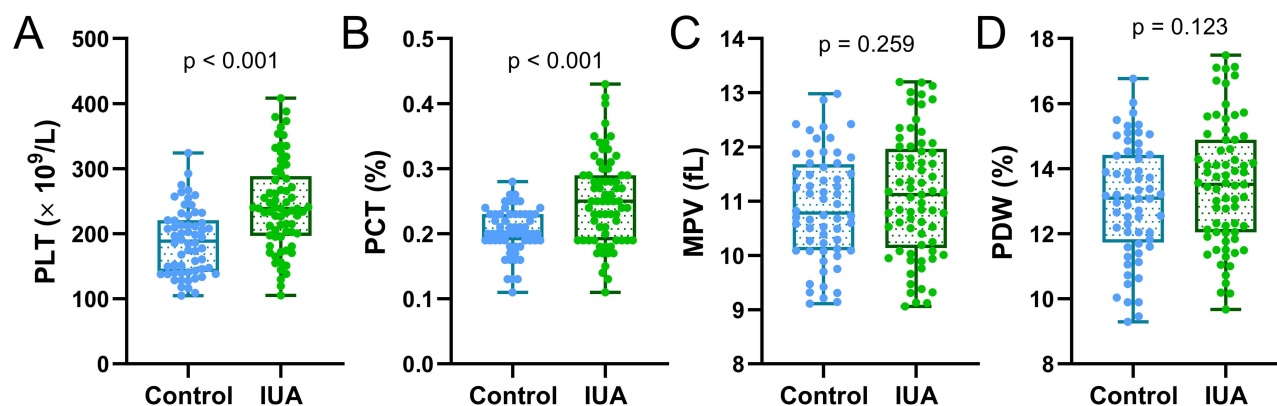 A
PLT (× 10⁹/L)
500
400
300
200
100
0
p < 0.001
Control
IUA
B
PCT (%)
0.5
0.4
0.3
0.2
0.1
0.0
p < 0.001
Control
IUA
C
MPV (fL)
14
13
12
11
10
9
8
p = 0.259
Control
IUA
D
PDW (%)
18
16
14
12
10
8
p = 0.123
Control
IUA